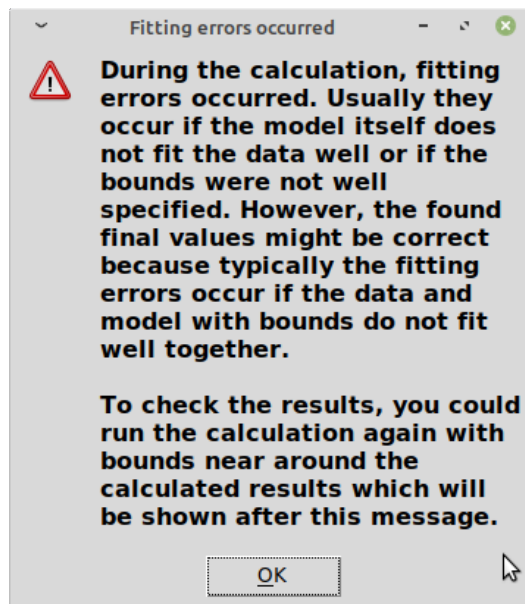 Fitting errors occurred
During the calculation, fitting
errors occurred. Usually they
occur if the model itself does
not fit the data well or if the
bounds were not well
specified. However, the found
final values might be correct
because typically the fitting
errors occur if the data and
model with bounds do not fit
well together.
To check the results, you could
run the calculation again with
bounds near around the
calculated results which will
be shown after this message.
OK